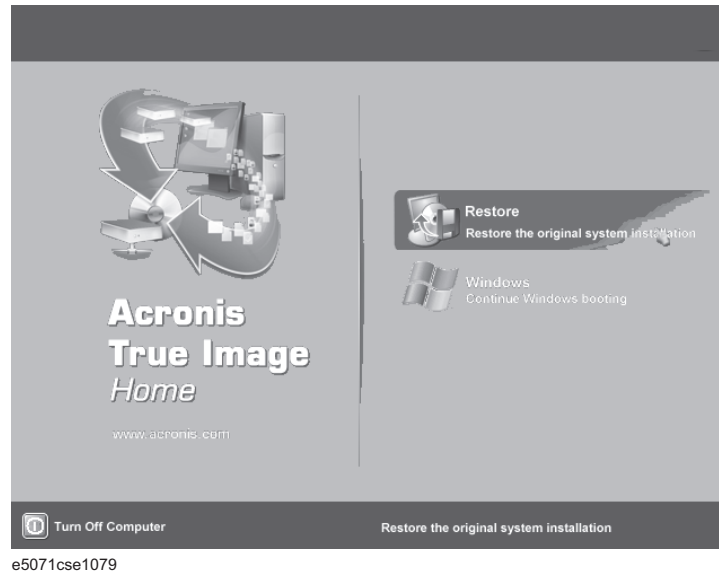 Acronis
True Image
Home
www.acronis.com
Restore
Restore the original system installation
Windows
Continue Windows booting
Turn Off Computer
Restore the original system installation
e5071cse1079